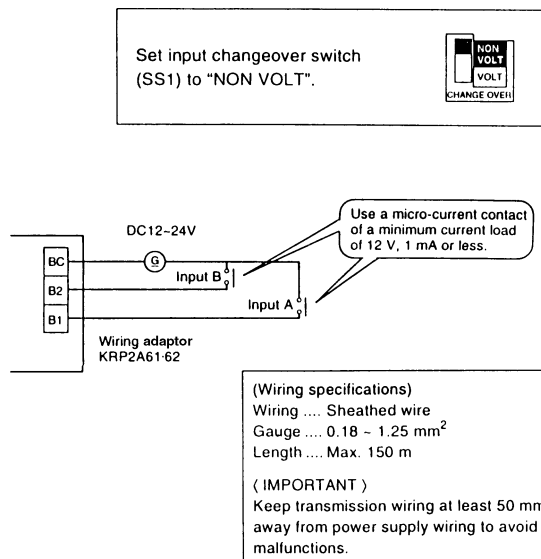 Set input changeover switch
(SS1) to “NON VOLT”.
NON
VOLT
VOLT
CHANGE OVER
Use a micro-current contact
of a minimum current load
of 12 V, 1 mA or less.
DC12~24V
BC
G
Input B
B2
Input A
B1
Wiring adaptor
KRP2A61·62
(Wiring specifications)
Wiring .... Sheathed wire
Gauge .... 0.18 ~ 1.25 mm²
Length .... Max. 150 m
⟨ IMPORTANT ⟩
Keep transmission wiring at least 50 mm
away from power supply wiring to avoid
malfunctions.